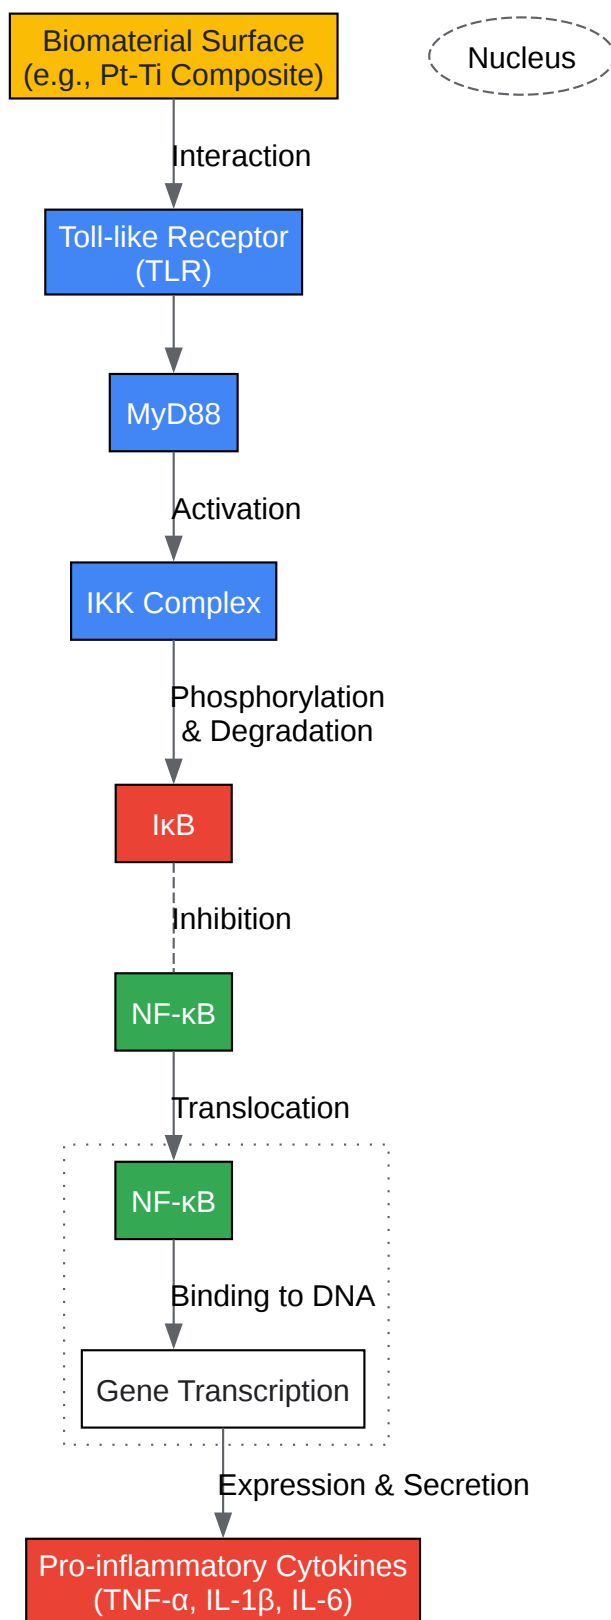 Biomaterial Surface
(e.g., Pt-Ti Composite)
Nucleus
Interaction
Toll-like Receptor
(TLR)
MyD88
Activation
IKK Complex
Phosphorylation
& Degradation
IκB
Inhibition
NF-κB
Translocation
NF-κB
Binding to DNA
Gene Transcription
Expression & Secretion
Pro-inflammatory Cytokines
(TNF-α, IL-1β, IL-6)